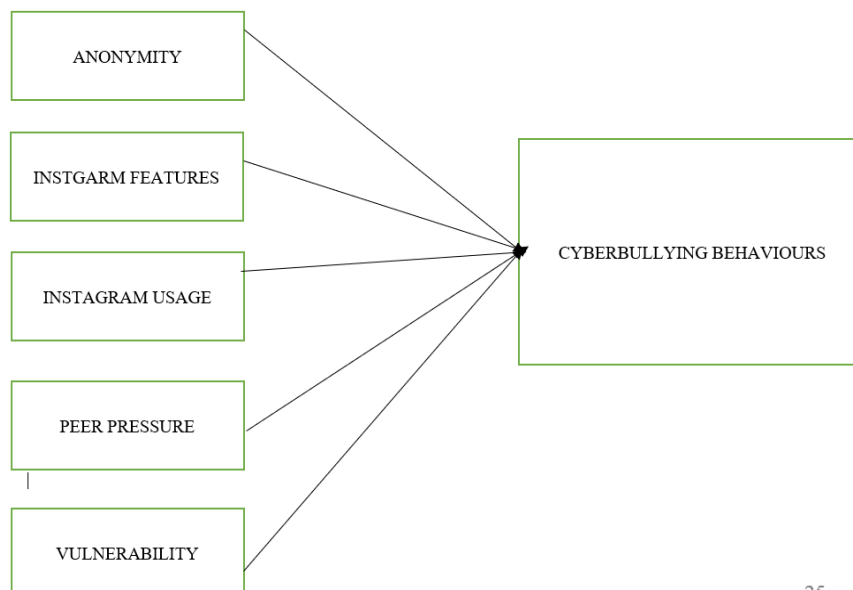 ANONYMITY
INSTGARM FEATURES
INSTAGRAM USAGE
PEER PRESSURE
VULNERABILITY
CYBERBULLYING BEHAVIOURS